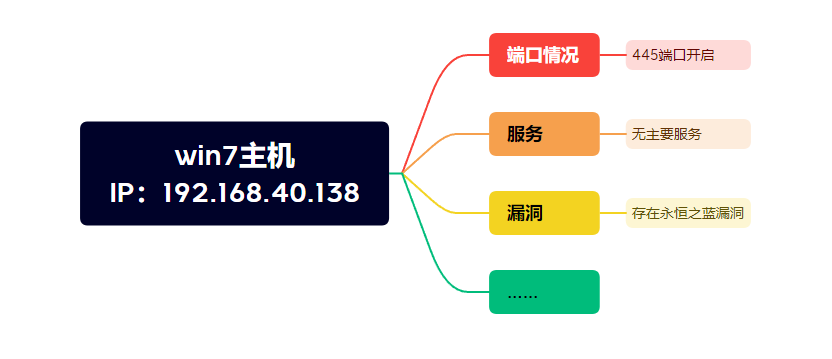 win7主机
IP：192.168.40.138
端口情况
445端口开启
服务
无主要服务
漏洞
存在永恒之蓝漏洞
……